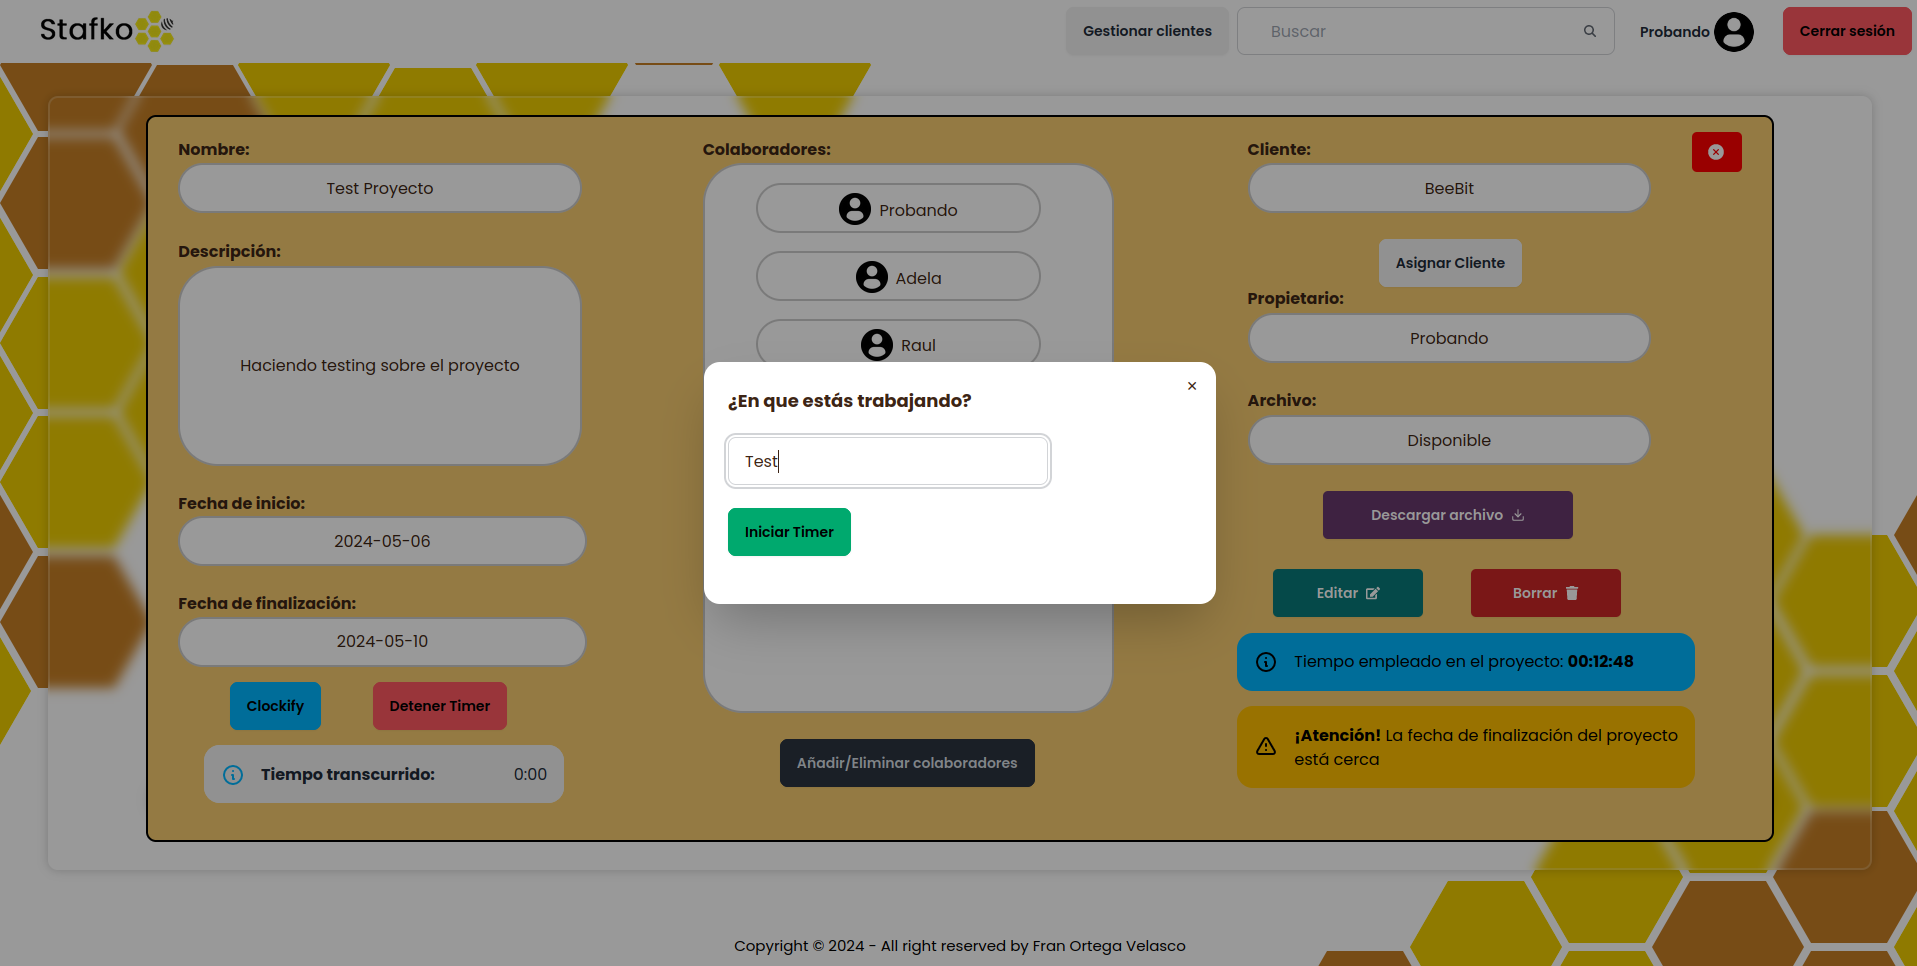 Stafko
Gestionar clientes
Buscar
Probando
Cerrar sesión
Nombre:
Test Proyecto
Descripción:
Haciendo testing sobre el proyecto
Fecha de inicio:
2024-05-06
Fecha de finalización:
2024-05-10
Clockify
Detener Timer
Tiempo transcurrido: 0:00
Colaboradores:
Probando
Adela
Raul
Añadir/Eliminar colaboradores
¿En que estás trabajando?
×
Test
Iniciar Timer
Cliente:
BeeBit
Asignar Cliente
Propietario:
Probando
Archivo:
Disponible
Descargar archivo
Editar
Borrar
Tiempo empleado en el proyecto: 00:12:48
¡Atención! La fecha de finalización del proyecto
está cerca
Copyright © 2024 - All right reserved by Fran Ortega Velasco